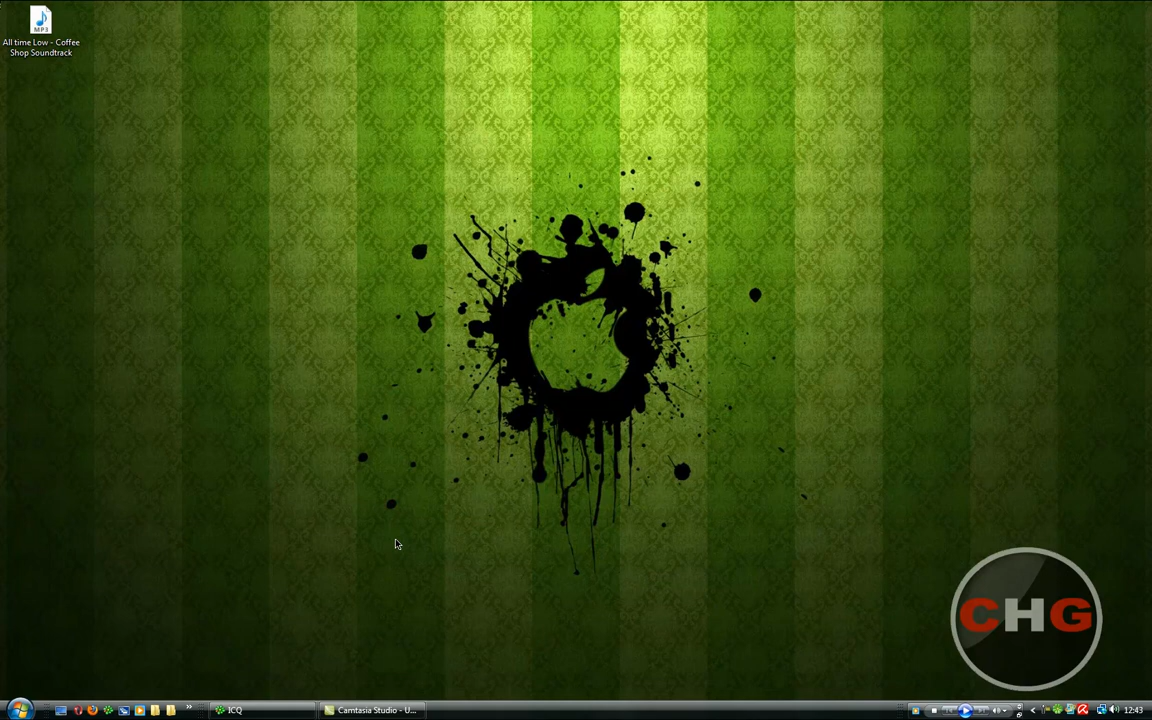 MP3
All time Low - Coffee
Shop Soundtrack
CHG
ICQ
Camtasia Studio - U...
12:43